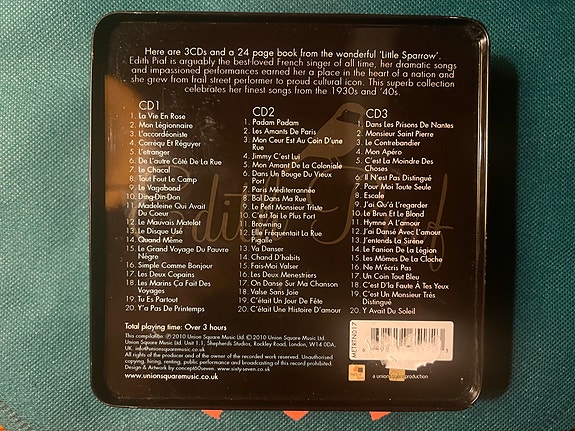 Here are 3CDs and a 24 page book from the wonderful 'Little Sparrow'.
Edith Piaf is arguably the best-loved French singer of all time, her dramatic songs
and impassioned performances earned her a place in the heart of a nation and
she grew from frail street performer to proud cultural icon. This superb collection
celebrates her finest songs from the 1930s and '40s.
CD1
1. La Vie En Rose
2. Mon Légionnaire
3. L'accordéoniste
4. Correqu Et Réguyer
5. L'etranger
6. De L'autre Côté De La Rue
7. Le Chacal
8. Tout Fout Le Camp
9. Le Vagabond
10. Ding-Din-Don
11. Madeleine Qui Avait
Du Coeur
12. Le Mauvais Matelot
13. Le Disque Usé
14. Quand Même
15. Le Grand Voyage Du Pauvre
Nègre
16. Simple Comme Bonjour
17. Les Deux Copains
18. Les Marins Ça Fait Des
Voyages
19. Tu Es Partout
20. Y'a Pas De Printemps
CD2
1. Padam Padam
2. Les Amants De Paris
3. Mon Ceur Est Au Coin D'une
Rue
4. Jimmy C'est Lui
5. Mon Amant De La Coloniale
6. Dans Un Bouge Du Vieux
Port
7. Paris Méditerrannée
8. Bal Dans Ma Rue
9. Le Petit Monsieur Triste
10. C'est Toi Le Plus Fort
11. Browning
12. Elle Fréquentait La Rue
Pigalle
13. Va Danser
14. Chand D'habits
15. Fais-Moi Valser
16. Les Deux Menestriers
17. On Danse Sur Ma Chanson
18. Valse Sans Joie
19. C'était Un Jour De Fête
20. C'était Une Histoire D'Amour
CD3
1. Dans Les Prisons De Nantes
2. Monsieur Saint Pierre
3. Le Contrebandier
4. Mon Apéro
5. C'est La Moindre Des
Choses
6. Il N'est Pas Distingué
7. Pour Moi Toute Seule
8. Escale
9. J'ai Qu'à L'regarder
10. Le Brun Et Le Blond
11. Hymne A L'amour
12. J'ai Dansé Avec L'amour
13. J'entends La Sirène
14. Le Fanion De La Légion
15. Les Mômes De La Cloche
16. Ne M'écris Pas
17. Un Coin Tout Bleu
18. C'est D'la Faute À Tes Yeux
19. C'est Un Monsieur Très
Distingué
20. Y Avait Du Soleil
Edith Piaf
Total playing time: Over 3 hours
This compilation ℗ 2010 Union Square Music Ltd. © 2010 Union Square Music Ltd.
Union Square Music Ltd. Unit 1.1, Shepherds Studios, Rockley Road, London, W14 0DA,
UK. info@unionsquaremusic.co.uk
All rights of the producer and of the owner of the recorded work reserved. Unauthorised
copying, hiring, renting, public performance and broadcasting of this record prohibited.
Design & Artwork by concept60seven. www.sixty-seven.co.uk
www.unionsquaremusic.co.uk
METRTN017
a union square production